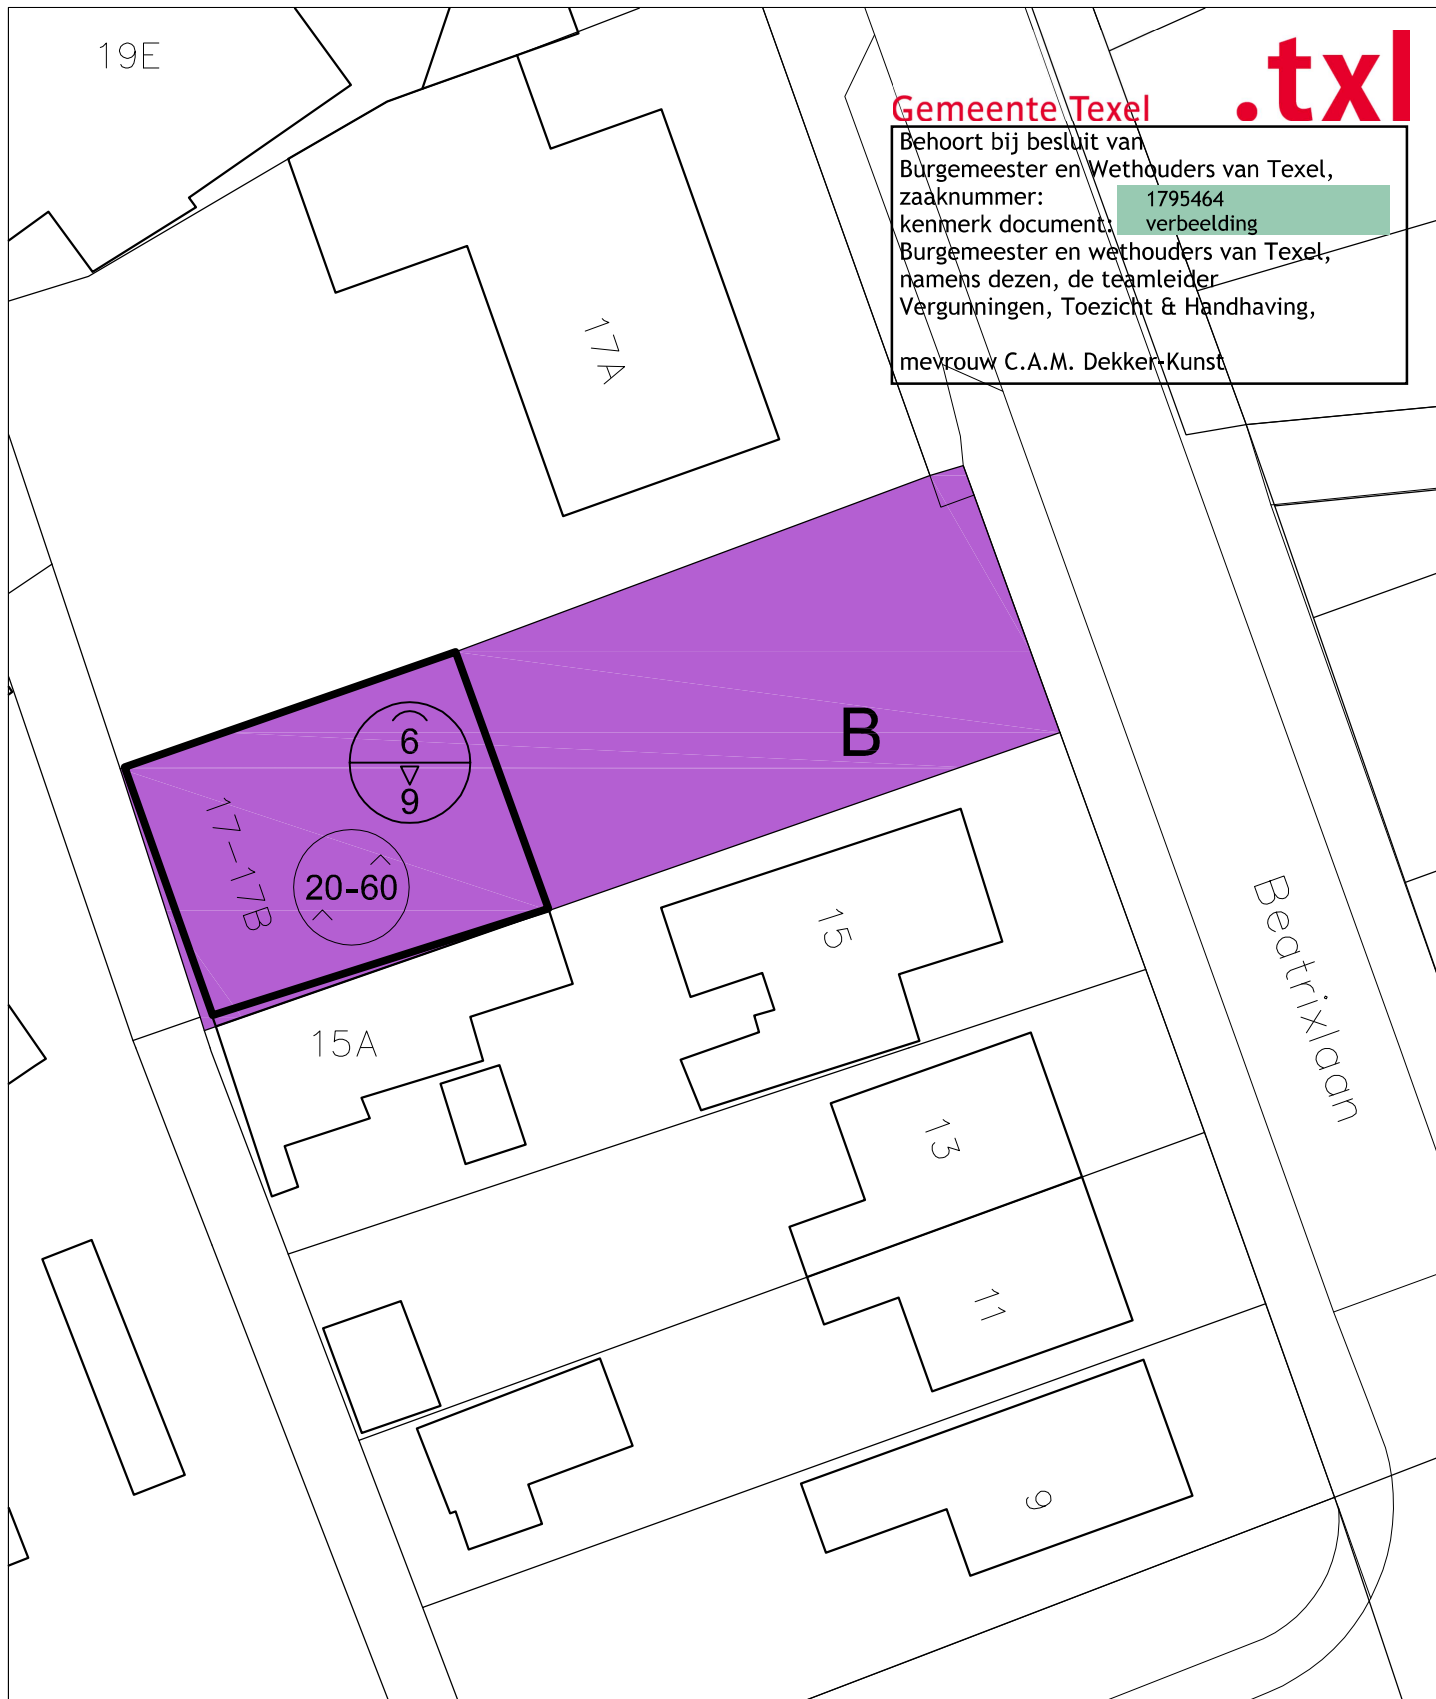 19E
.txl
Gemeente Texel
Behoort bij besluit van
Burgemeester en Wethouders van Texel,
zaaknummer: 1795464
kenmerk document: verbeelding
Burgemeester en wethouders van Texel,
namens dezen, de teamleider
Vergunningen, Toezicht & Handhaving,
mevrouw C.A.M. Dekker-Kunst
17A
B
6
9
17-17B
20-60
15
Beatrixlaan
15A
13
11
9